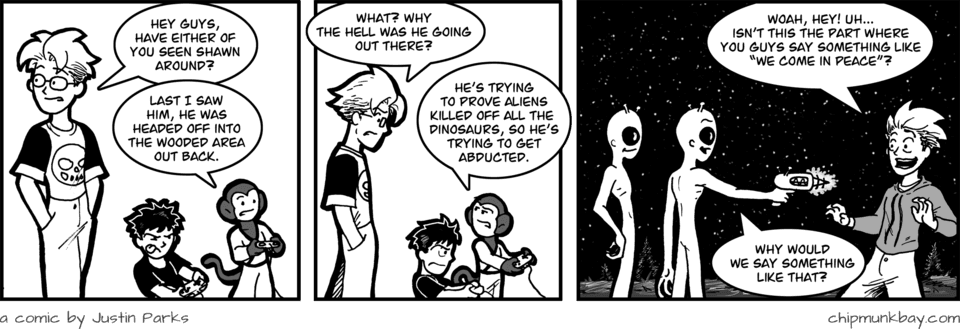 HEY GUYS,
HAVE EITHER OF
YOU SEEN SHAWN
AROUND?
LAST I SAW
HIM, HE WAS
HEADED OFF INTO
THE WOODED AREA
OUT BACK.
WHAT? WHY
THE HELL WAS HE GOING
OUT THERE?
HE'S TRYING
TO PROVE ALIENS
KILLED OFF ALL THE
DINOSAURS, SO HE'S
TRYING TO GET
ABDUCTED.
WOAH, HEY! UH...
ISN'T THIS THE PART WHERE
YOU GUYS SAY SOMETHING LIKE
"WE COME IN PEACE"?
WHY WOULD
WE SAY SOMETHING
LIKE THAT?
a comic by Justin Parks
chipmunkbay.com